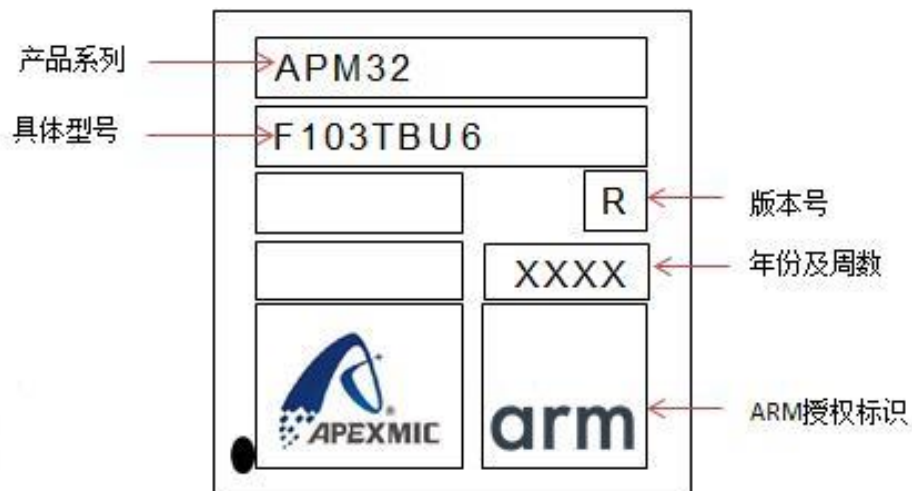 产品系列
APM32
具体型号
F103TBU6
R
版本号
XXXX
年份及周数
APEXMIC
®
arm
ARM授权标识